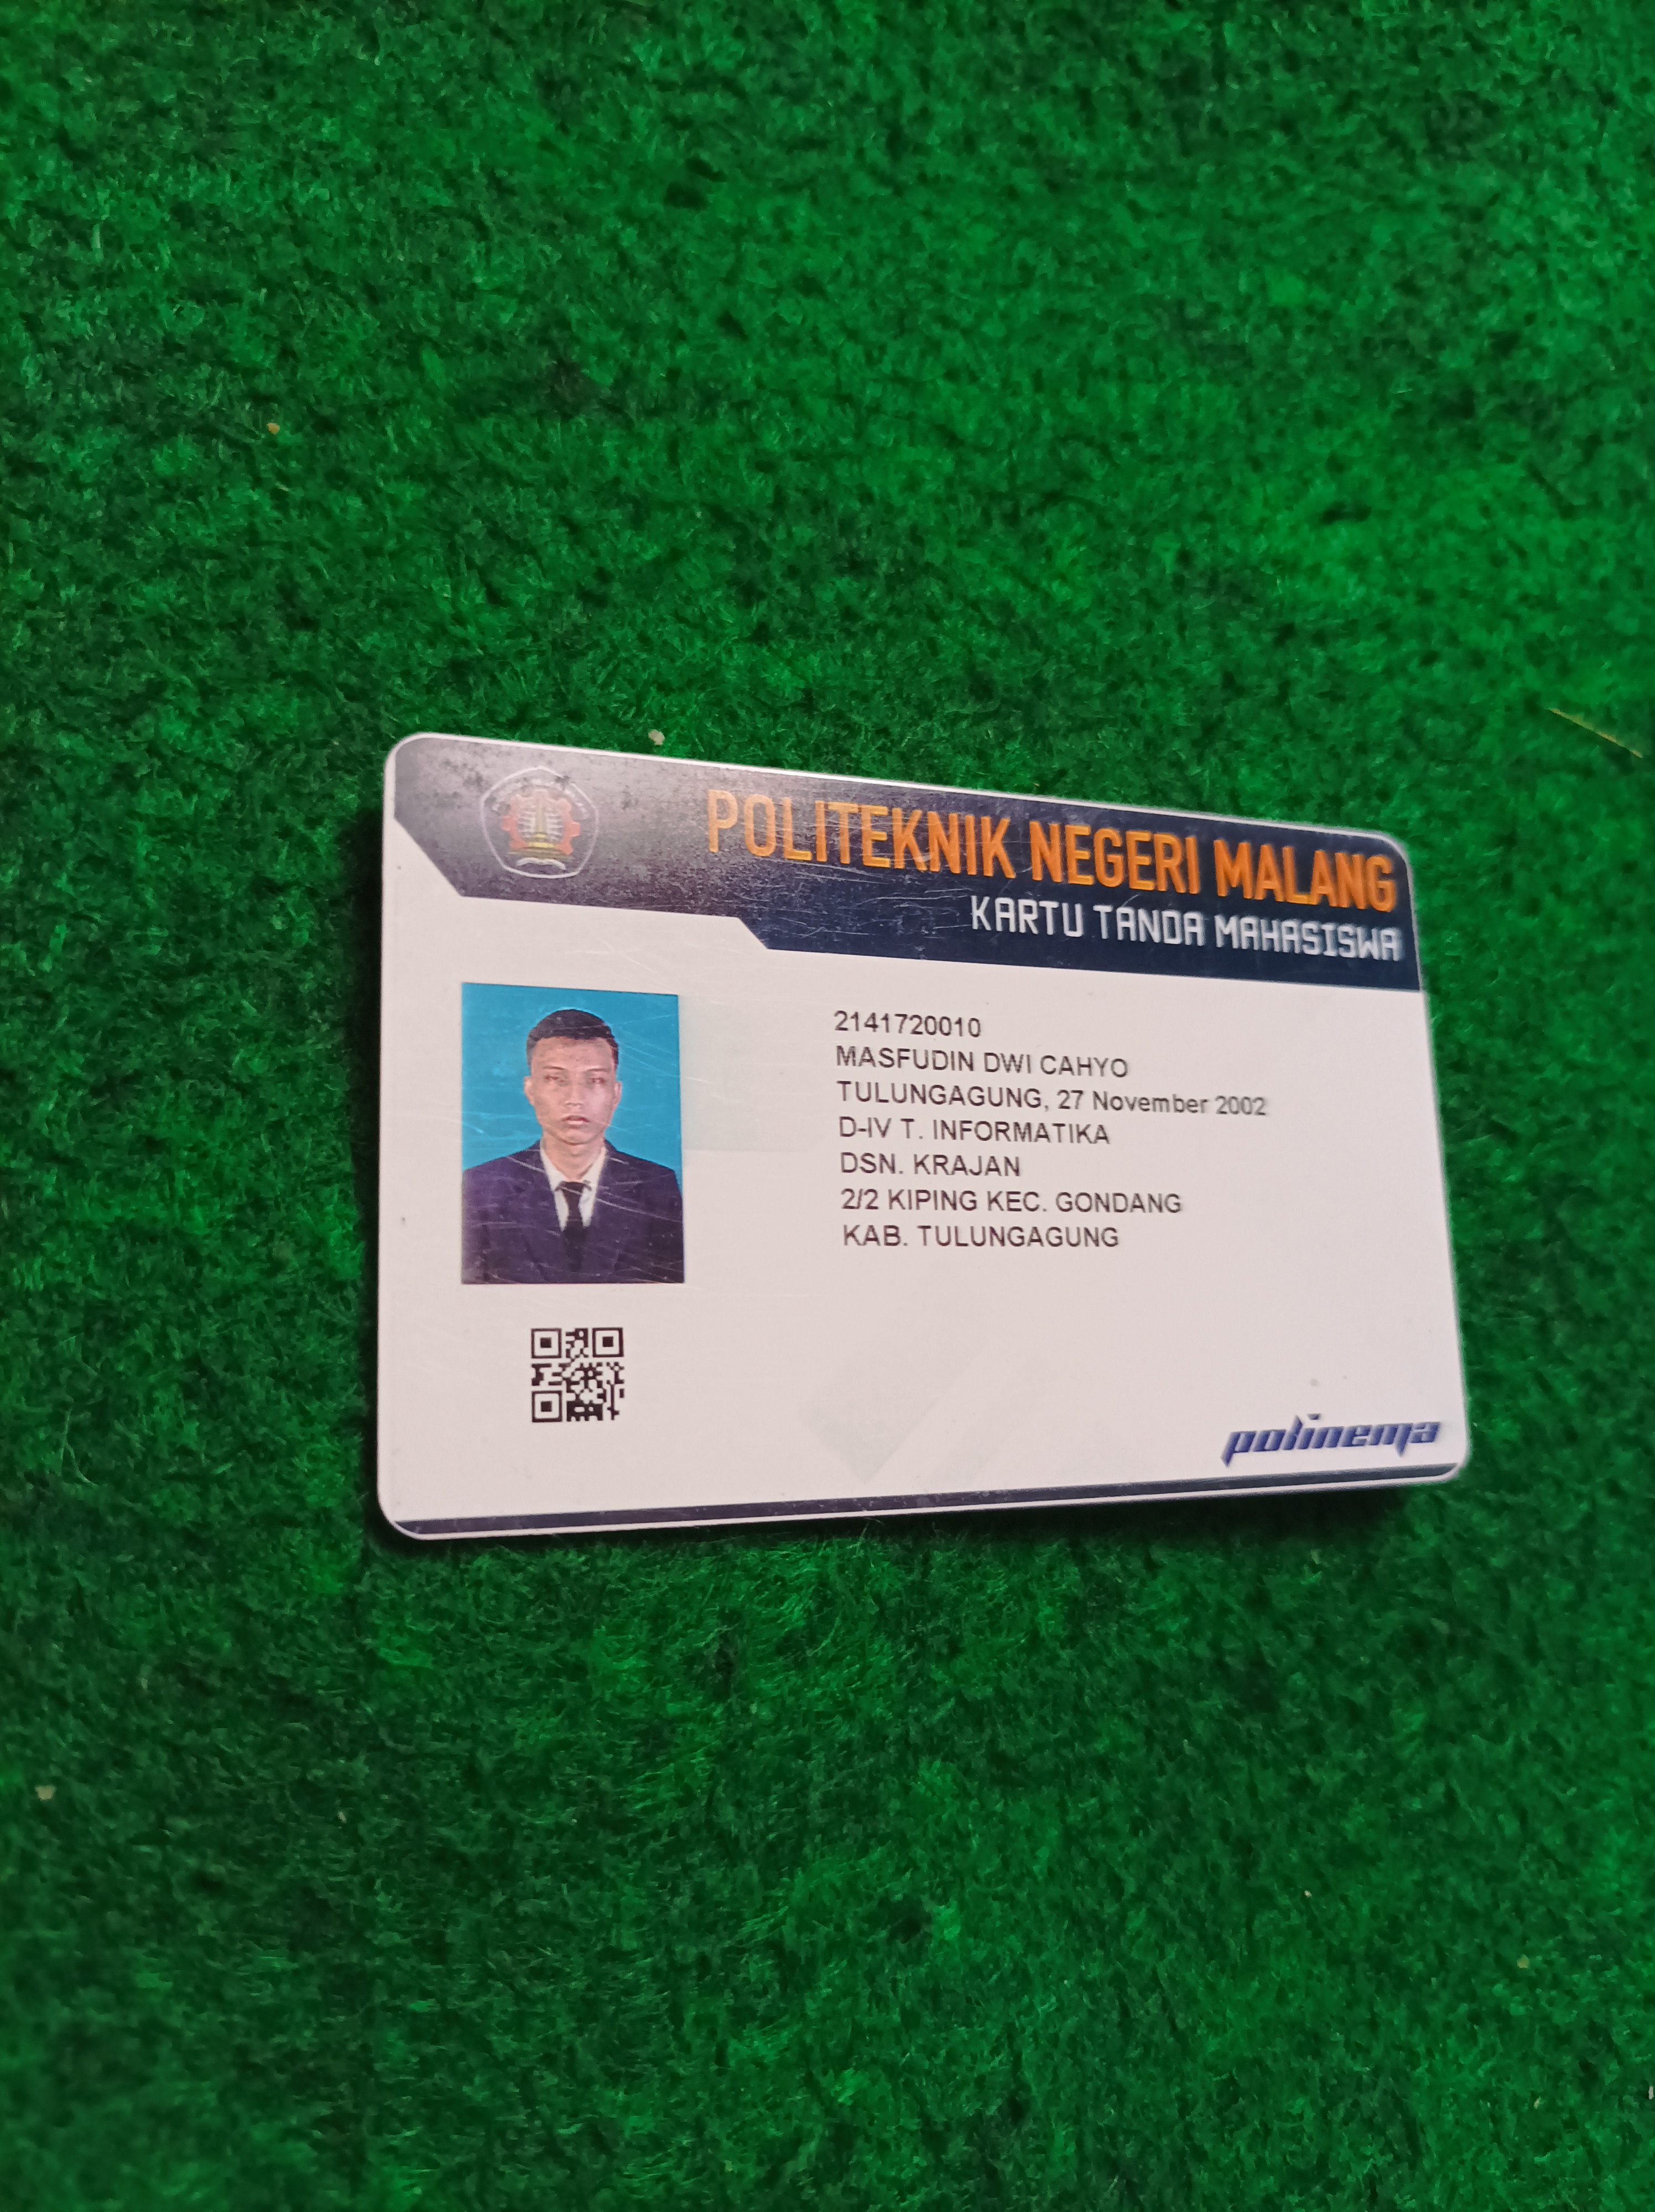 POLITEKNIK NEGERI MALANG
KARTU TANDA MAHASISWA
2141720010
MASFUDIN DWI CAHYO
TULUNGAGUNG, 27 November 2002
D-IV T. INFORMATIKA
DSN. KRAJAN
2/2 KIPING KEC. GONDANG
KAB. TULUNGAGUNG
polinema